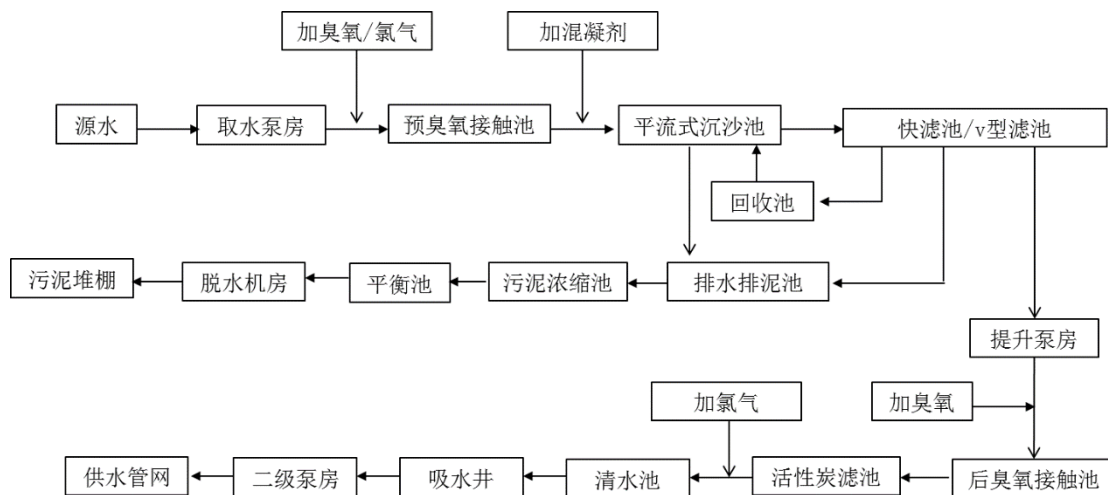 加臭氧/氯气
加混凝剂
源水
取水泵房
预臭氧接触池
平流式沉沙池
快滤池/v型滤池
回收池
污泥堆棚
脱水机房
平衡池
污泥浓缩池
排水排泥池
提升泵房
加氯气
加臭氧
供水管网
二级泵房
吸水井
清水池
活性炭滤池
后臭氧接触池